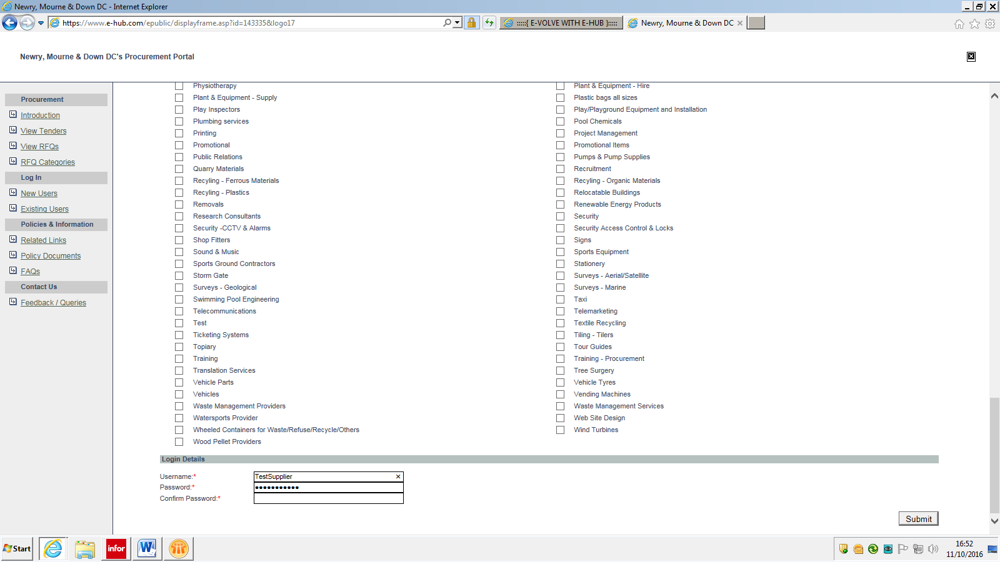 Newry, Mourne & Down DC - Internet Explorer
https://www.e-hub.com/epublic/displayframe.asp?id=143335&logo17
:::::{ E-VOLVE WITH E-HUB }:::::
Newry, Mourne & Down DC
Newry, Mourne & Down DC's Procurement Portal
Procurement
Introduction
View Tenders
View RFQs
RFQ Categories
Log In
New Users
Existing Users
Policies & Information
Related Links
Policy Documents
FAQs
Contact Us
Feedback / Queries
Physiotherapy Plant & Equipment - Hire
Plant & Equipment - Supply Plastic bags all sizes
Play Inspectors Play/Playground Equipment and Installation
Plumbing services Pool Chemicals
Printing Project Management
Promotional Promotional Items
Public Relations Pumps & Pump Supplies
Quarry Materials Recruitment
Recyling - Ferrous Materials Recyling - Organic Materials
Recyling - Plastics Relocatable Buildings
Removals Renewable Energy Products
Research Consultants Security
Security -CCTV & Alarms Security Access Control & Locks
Shop Fitters Signs
Sound & Music Sports Equipment
Sports Ground Contractors Stationery
Storm Gate Surveys - Aerial/Satellite
Surveys - Geological Surveys - Marine
Swimming Pool Engineering Taxi
Telecommunications Telemarketing
Test Textile Recycling
Ticketing Systems Tiling - Tilers
Topiary Tour Guides
Training Training - Procurement
Translation Services Tree Surgery
Vehicle Parts Vehicle Tyres
Vehicles Vending Machines
Waste Management Providers Waste Management Services
Watersports Provider Web Site Design
Wheeled Containers for Waste/Refuse/Recycle/Others Wind Turbines
Wood Pellet Providers
Login Details
Username:* TestSupplier
Password:* •••••••••••
Confirm Password:*
Submit
Start
infor
W
16:52
11/10/2016